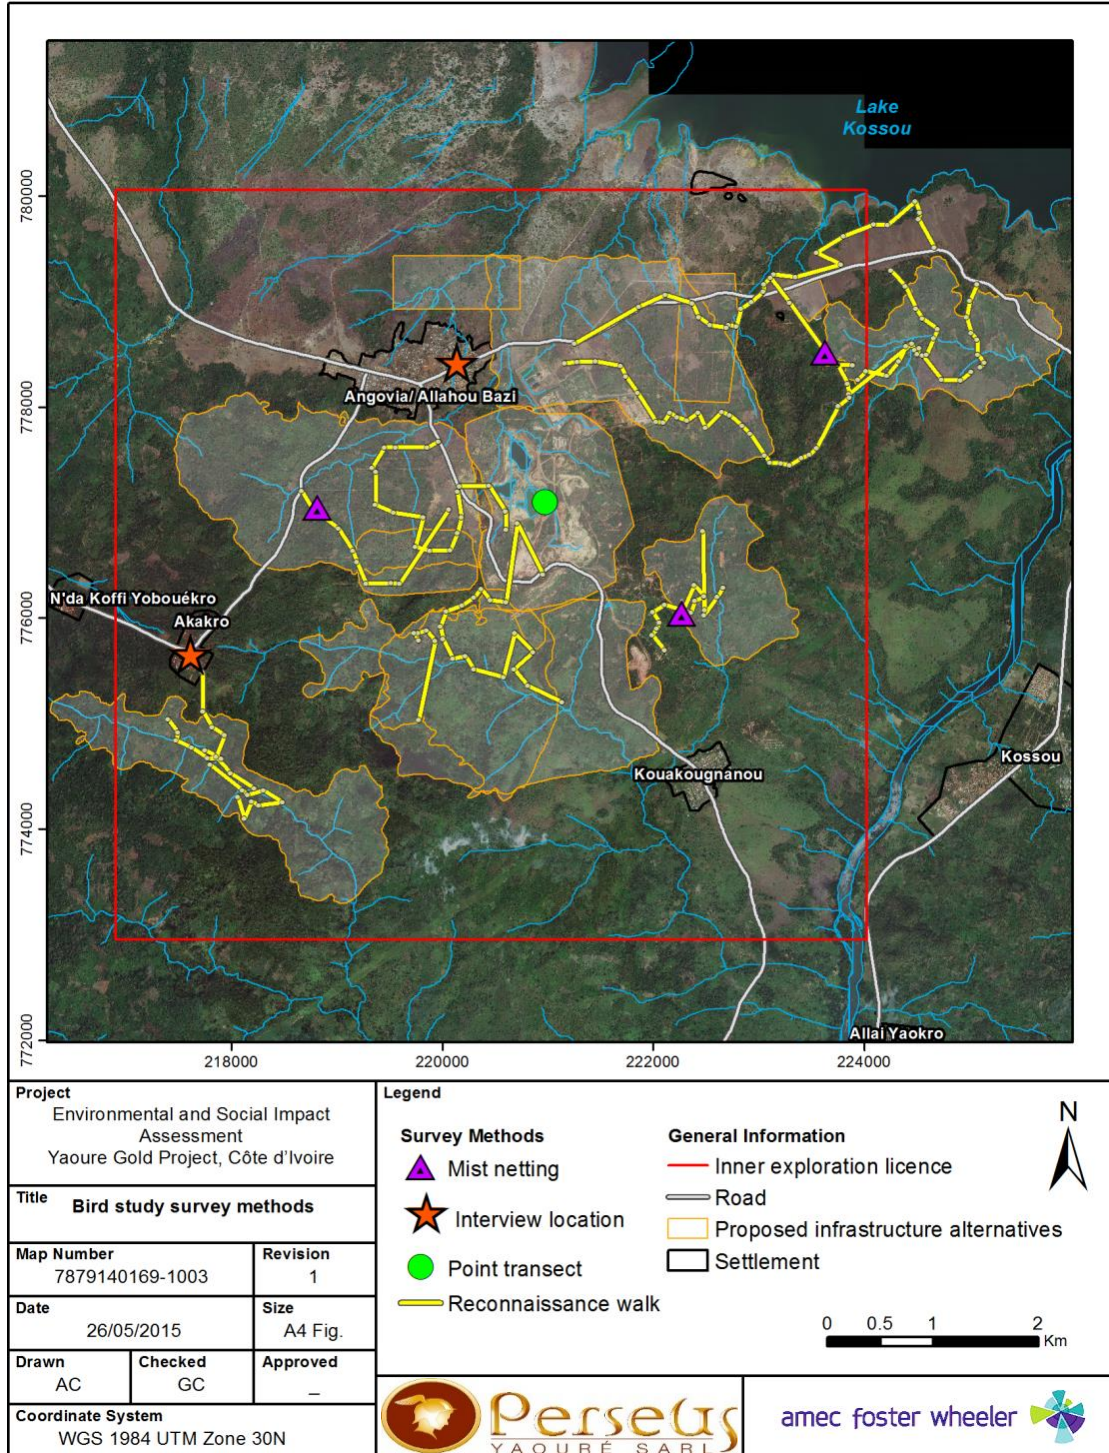 Lake
Kossou
780000
778000
776000
774000
772000
Angovia/ Allahou Bazi
N'da Koffi Yobouékro
Akakro
Kouakougnanou
Kossou
Allai Yaokro
218000
220000
222000
224000
Project
Environmental and Social Impact
Assessment
Yaoure Gold Project, Côte d'Ivoire
Title
Bird study survey methods
Map Number
7879140169-1003
Revision
1
Date
26/05/2015
Size
A4 Fig.
Drawn
AC
Checked
GC
Approved
_
Coordinate System
WGS 1984 UTM Zone 30N
Legend
Survey Methods
Mist netting
Interview location
Point transect
Reconnaissance walk
General Information
Inner exploration licence
Road
Proposed infrastructure alternatives
Settlement
N
0 0.5 1 2
Km
Perseus
YAOURÉ SARL
amec foster wheeler